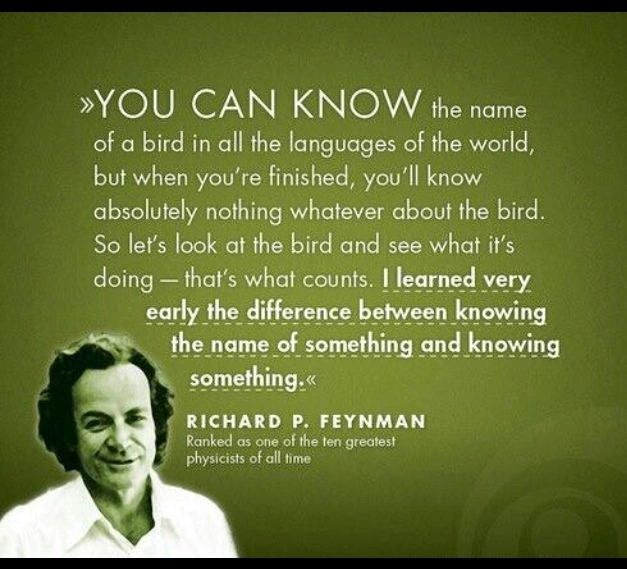 »YOU CAN KNOW the name
of a bird in all the languages of the world,
but when you're finished, you'll know
absolutely nothing whatever about the bird.
So let's look at the bird and see what it's
doing — that's what counts. I learned very
early the difference between knowing
the name of something and knowing
something.«
RICHARD P. FEYNMAN
Ranked as one of the ten greatest
physicists of all time